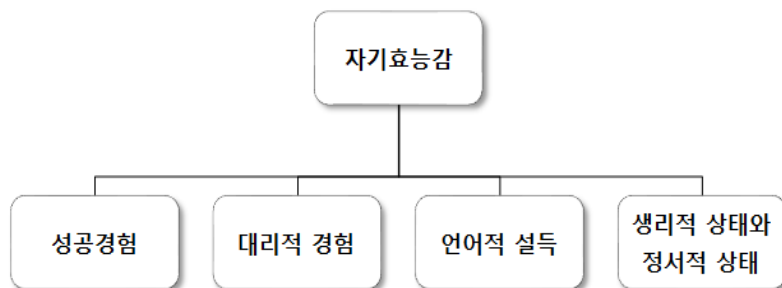 자기효능감
성공경험
대리적 경험
언어적 설득
생리적 상태와
정서적 상태